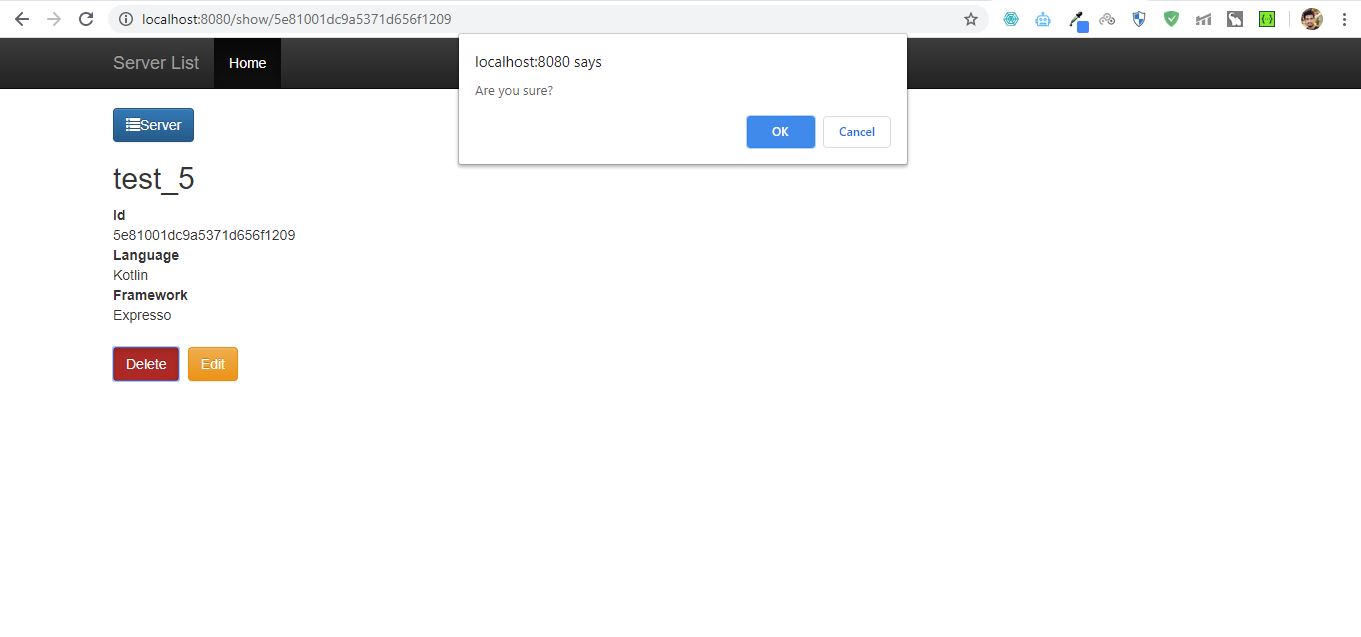 localhost:8080/show/5e81001dc9a5371d656f1209
Server List Home
localhost:8080 says
Are you sure?
OK Cancel
Server
test_5
Id
5e81001dc9a5371d656f1209
Language
Kotlin
Framework
Expresso
Delete Edit